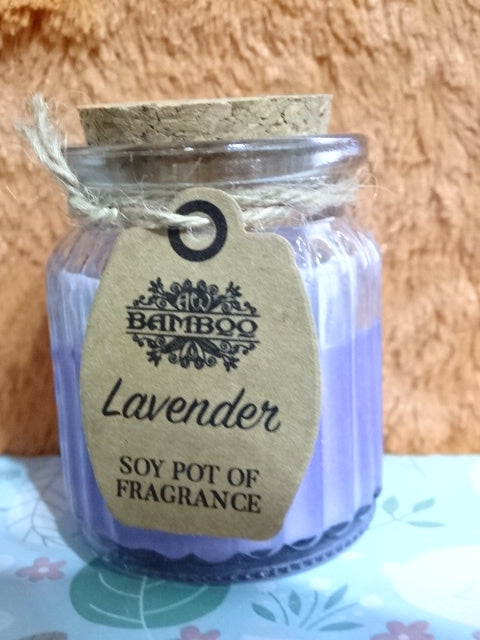 AW
BAMBOO
Lavender
SOY POT OF
FRAGRANCE